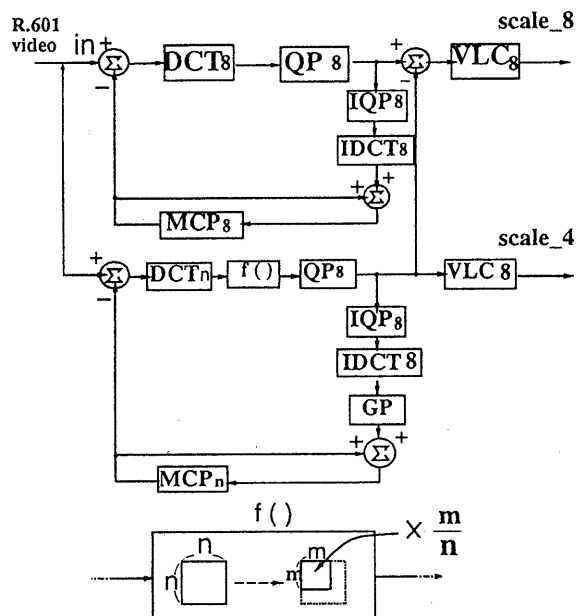 R.601 video in + Σ − DCT8 QP 8 + Σ − VLC8 scale_8
IQP8
IDCT8
+ + Σ
MCP8
scale_4
+ Σ − DCTn f() QP8 VLC 8
IQP8
IDCT 8
GP
+ + Σ
MCPn
f()
n n m m × m/n